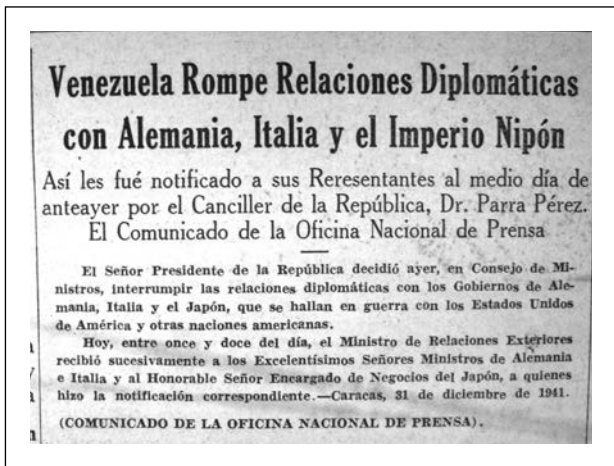 Venezuela Rompe Relaciones Diplomáticas
con Alemania, Italia y el Imperio Nipón
Así les fué notificado a sus Reresentantes al medio día de
anteayer por el Canciller de la República, Dr. Parra Pérez.
El Comunicado de la Oficina Nacional de Prensa
El Señor Presidente de la República decidió ayer, en Consejo de Mi-
nistros, interrumpir las relaciones diplomáticas con los Gobiernos de Ale-
mania, Italia y el Japón, que se hallan en guerra con los Estados Unidos
de América y otras naciones americanas.
Hoy, entre once y doce del día, el Ministro de Relaciones Exteriores
recibió sucesivamente a los Excelentísimos Señores Ministros de Alemania
e Italia y al Honorable Señor Encargado de Negocios del Japón, a quienes
hizo la notificación correspondiente.—Caracas, 31 de diciembre de 1941.
(COMUNICADO DE LA OFICINA NACIONAL DE PRENSA).